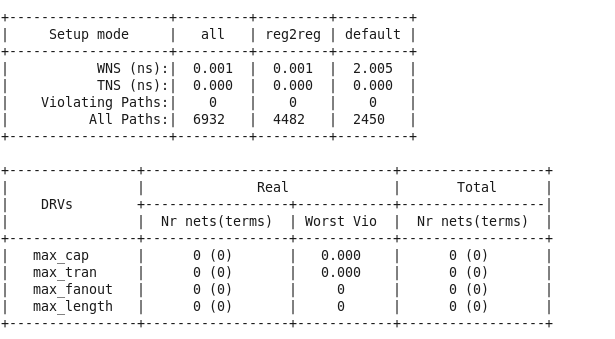 +--------------------+---------+---------+---------+
|     Setup mode     |   all   | reg2reg | default |
+--------------------+---------+---------+---------+
|           WNS (ns):|  0.001  |  0.001  |  2.005  |
|           TNS (ns):|  0.000  |  0.000  |  0.000  |
|    Violating Paths:|    0    |    0    |    0    |
|          All Paths:|  6932   |  4482   |  2450   |
+--------------------+---------+---------+---------+

+----------------+-------------------------------+------------------+
|                |              Real             |       Total      |
|    DRVs        +------------------+------------+------------------|
|                |  Nr nets(terms)  | Worst Vio  |  Nr nets(terms)  |
+----------------+------------------+------------+------------------+
|   max_cap      |      0 (0)       |   0.000    |      0 (0)       |
|   max_tran     |      0 (0)       |   0.000    |      0 (0)       |
|   max_fanout   |      0 (0)       |     0      |      0 (0)       |
|   max_length   |      0 (0)       |     0      |      0 (0)       |
+----------------+------------------+------------+------------------+